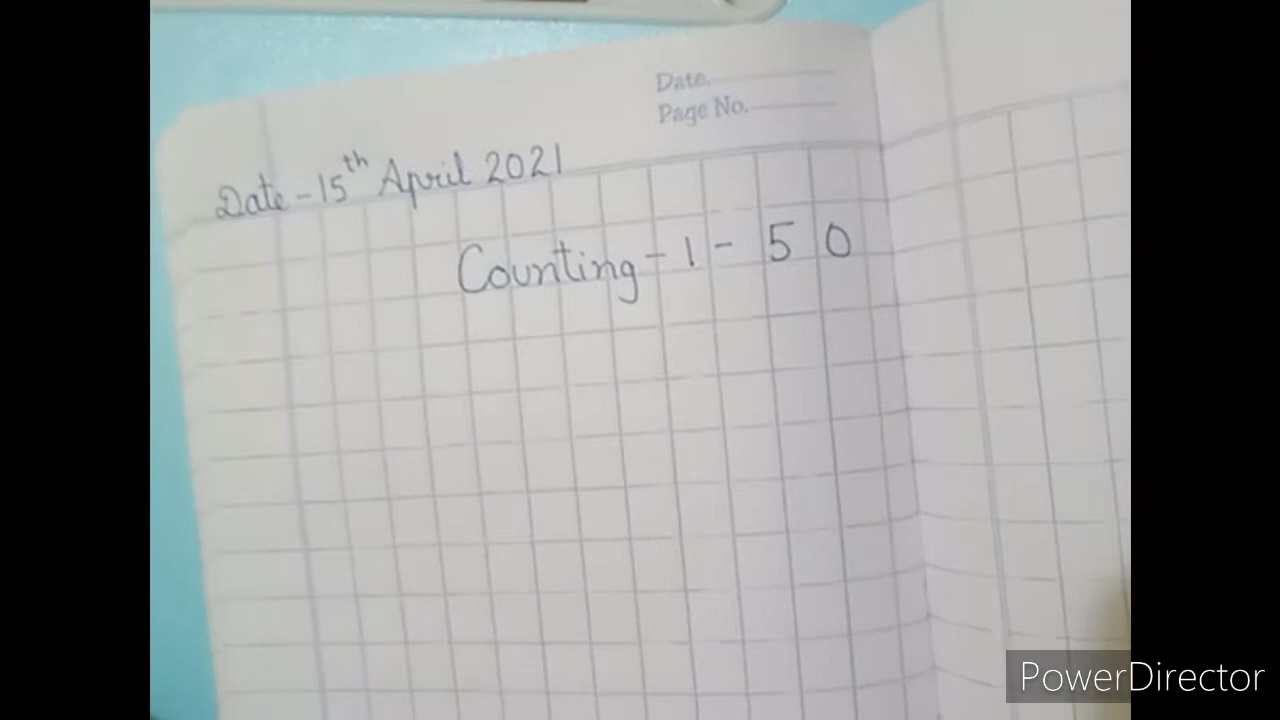 Date.
Page No.
Date - 15th April 2021
Counting - 1 - 50
PowerDirector